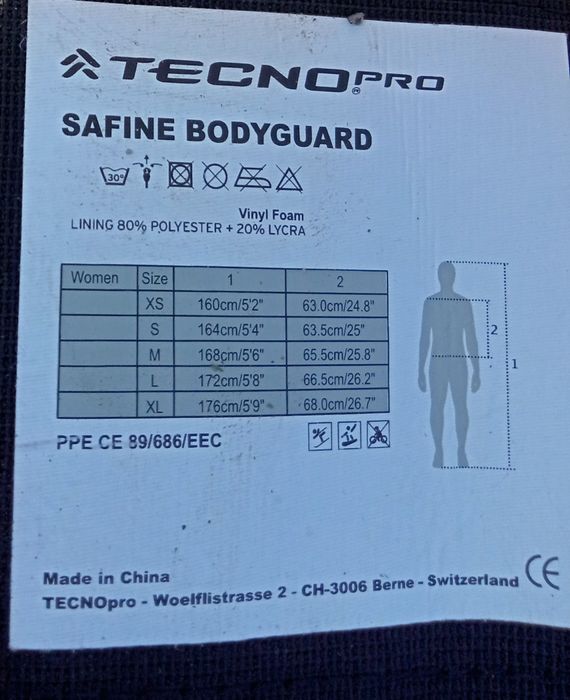 TECNOPRO®
SAFINE BODYGUARD
30°
Vinyl Foam
LINING 80% POLYESTER + 20% LYCRA
Women Size 1 2
XS 160cm/5'2" 63.0cm/24.8"
S 164cm/5'4" 63.5cm/25"
M 168cm/5'6" 65.5cm/25.8"
L 172cm/5'8" 66.5cm/26.2"
XL 176cm/5'9" 68.0cm/26.7"
2
1
PPE CE 89/686/EEC
Made in China
TECNOpro - Woelflistrasse 2 - CH-3006 Berne - Switzerland CE